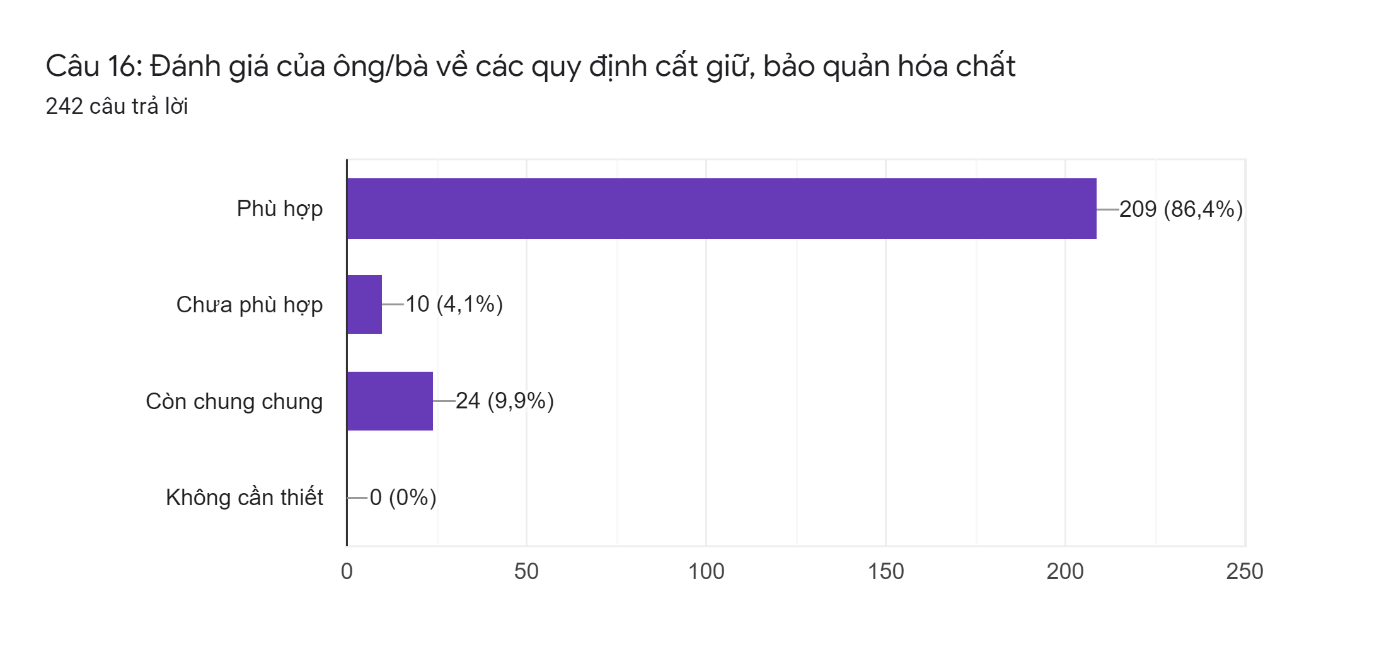 Câu 16: Đánh giá của ông/bà về các quy định cất giữ, bảo quản hóa chất
242 câu trả lời
Phù hợp
209 (86,4%)
Chưa phù hợp
10 (4,1%)
Còn chung chung
24 (9,9%)
Không cần thiết
0 (0%)
0
50
100
150
200
250